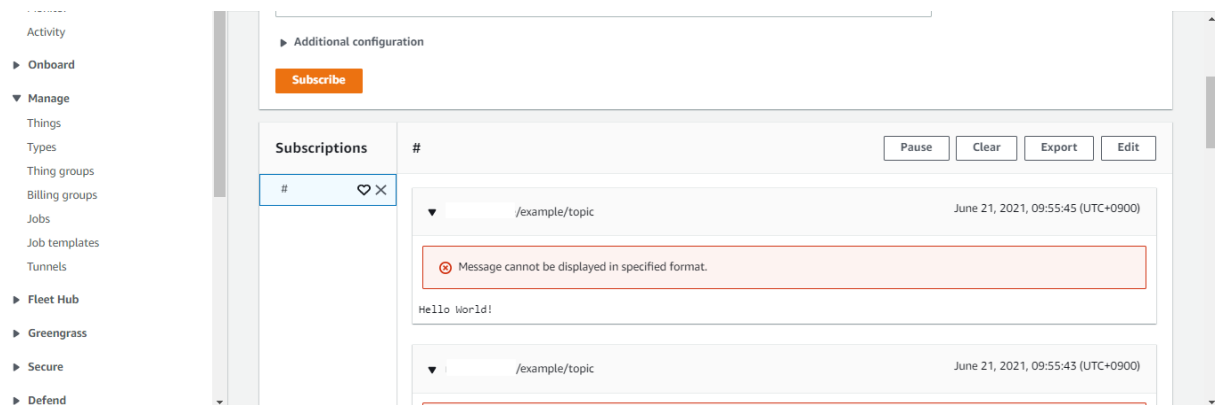 Activity
Onboard
Manage
Things
Types
Thing groups
Billing groups
Jobs
Job templates
Tunnels
Fleet Hub
Greengrass
Secure
Defend
Additional configuration
Subscribe
Subscriptions
#
Pause Clear Export Edit
#
/example/topic June 21, 2021, 09:55:45 (UTC+0900)
Message cannot be displayed in specified format.
Hello World!
/example/topic June 21, 2021, 09:55:43 (UTC+0900)